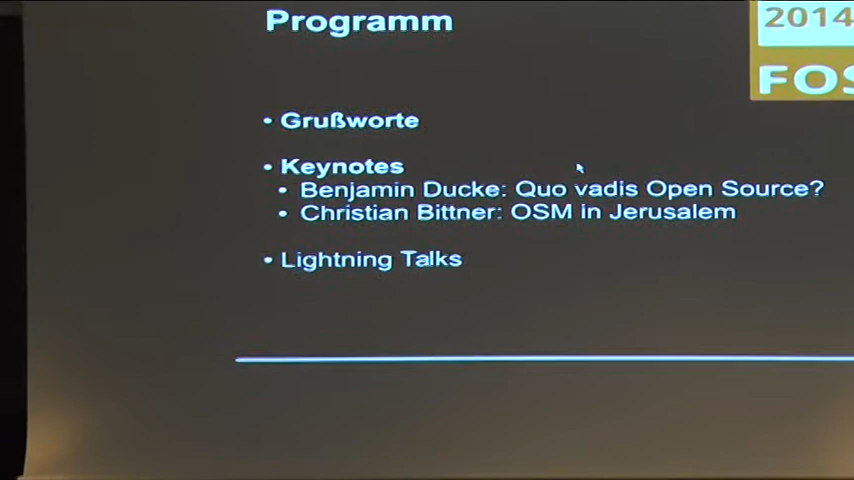 Programm
2014
FOS
• Grußworte
• Keynotes
• Benjamin Ducke: Quo vadis Open Source?
• Christian Bittner: OSM in Jerusalem
• Lightning Talks